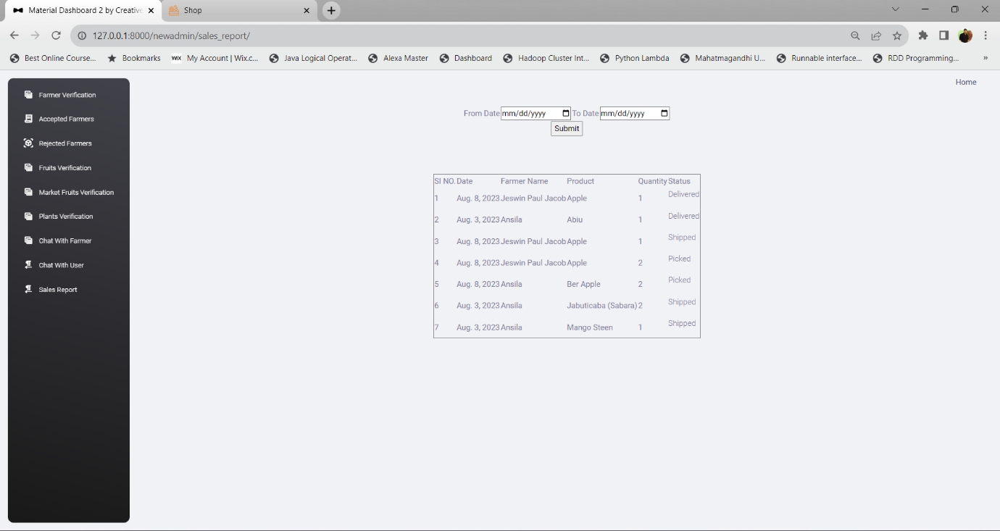 Material Dashboard 2 by Creative
Shop
127.0.0.1:8000/newadmin/sales_report/
Best Online Course... Bookmarks WIX My Account | Wix.c... Java Logical Operat... Alexa Master Dashboard Hadoop Cluster Int... Python Lambda Mahatmagandhi U... Runnable interface... RDD Programming... »
Home
Farmer Verification
Accepted Farmers
Rejected Farmers
Fruits Verification
Market Fruits Verification
Plants Verification
Chat With Farmer
Chat With User
Sales Report
From Date mm/dd/yyyy To Date mm/dd/yyyy
Submit
SI NO. Date Farmer Name Product Quantity Status
1 Aug. 8, 2023 Jeswin Paul Jacob Apple 1 Delivered
2 Aug. 3, 2023 Ansila Abiu 1 Delivered
3 Aug. 8, 2023 Jeswin Paul Jacob Apple 1 Shipped
4 Aug. 8, 2023 Jeswin Paul Jacob Apple 2 Picked
5 Aug. 8, 2023 Ansila Ber Apple 2 Picked
6 Aug. 3, 2023 Ansila Jabuticaba (Sabara) 2 Shipped
7 Aug. 3, 2023 Ansila Mango Steen 1 Shipped